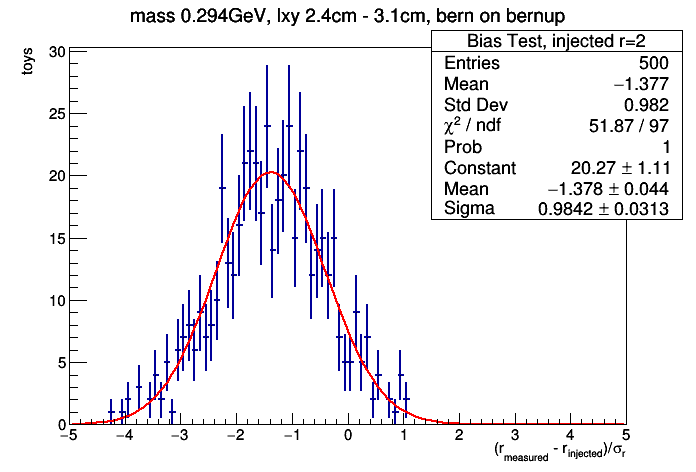 mass 0.294GeV, lxy 2.4cm - 3.1cm, bern on bernup
toys
Bias Test, injected r=2
Entries 500
Mean −1.377
Std Dev 0.982
χ² / ndf 51.87 / 97
Prob 1
Constant 20.27 ± 1.11
Mean −1.378 ± 0.044
Sigma 0.9842 ± 0.0313
30
25
20
15
10
5
0
−5 −4 −3 −2 −1 0 1 2 3 4 5
(r_measured - r_injected)/σ_r